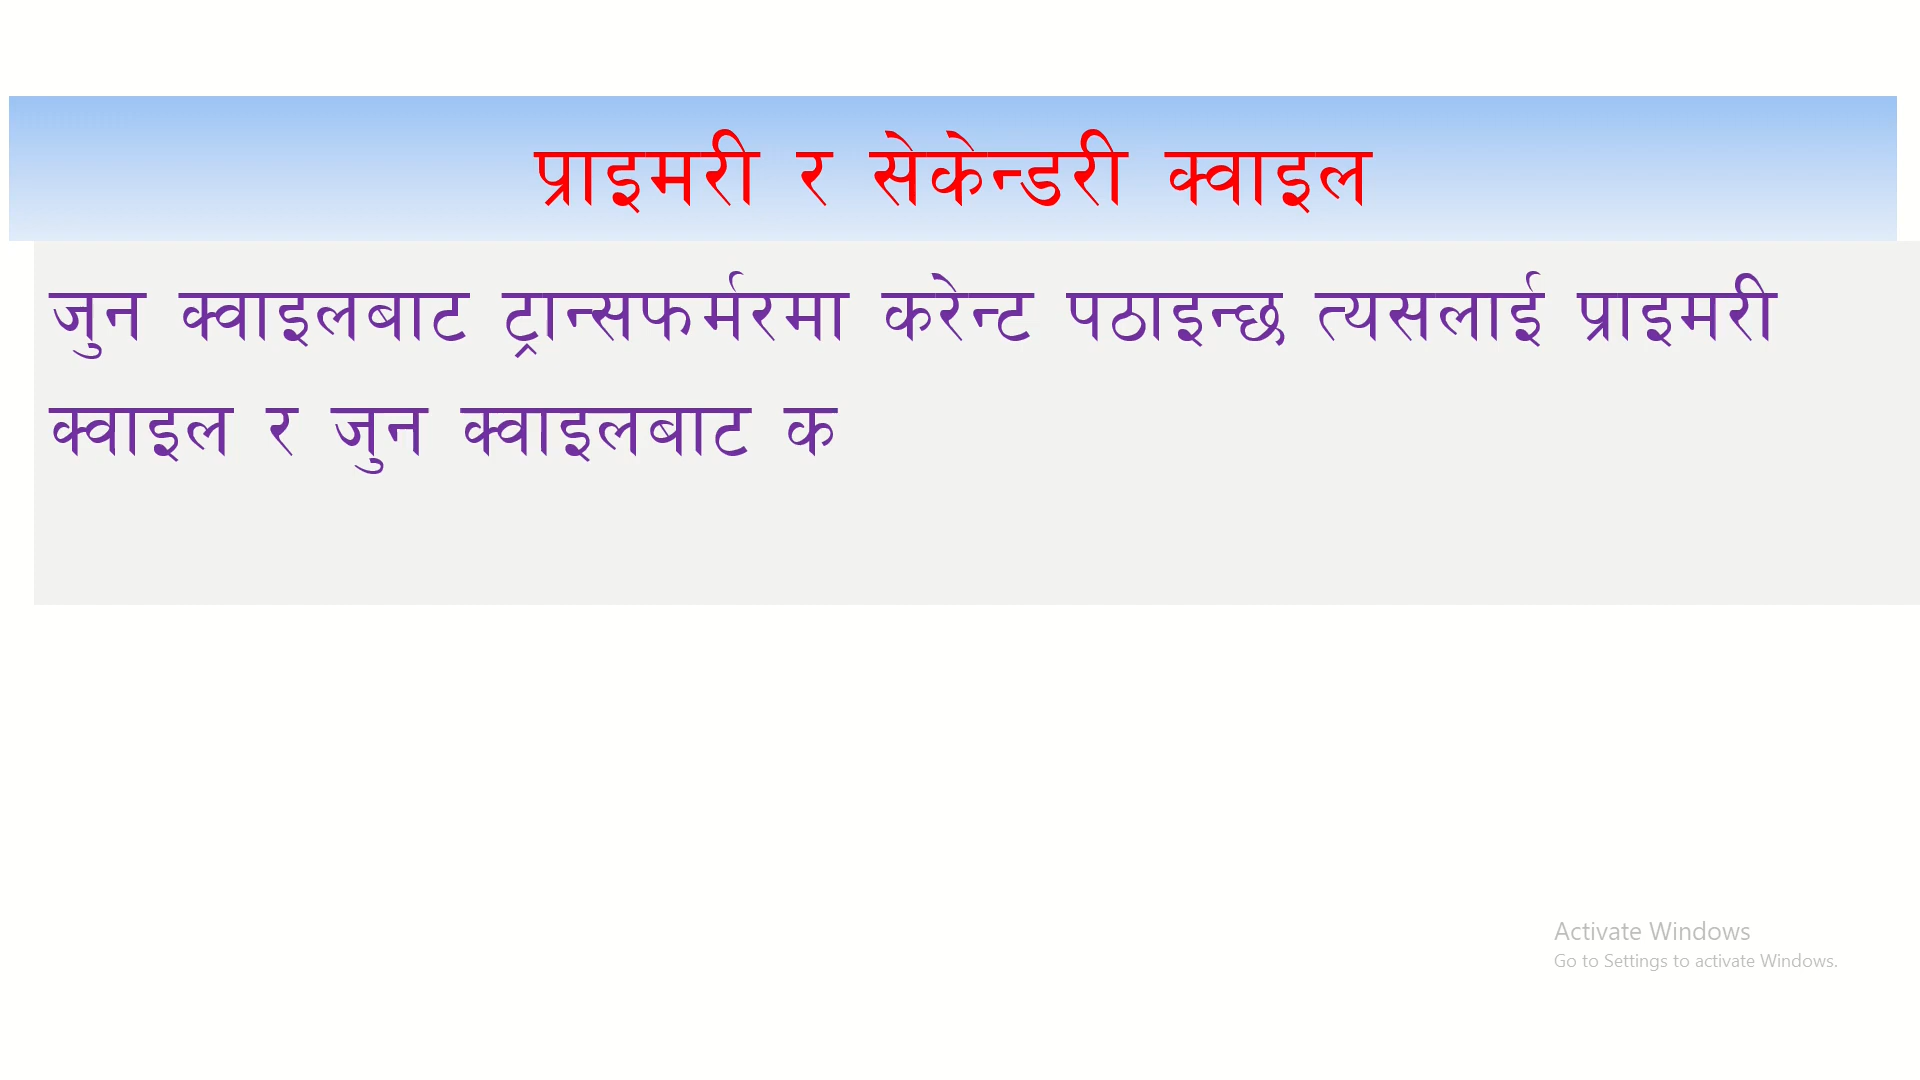 प्राइमरी र सेकेन्डरी क्वाइल
जुन क्वाइलबाट ट्रान्सफर्मरमा करेन्ट पठाइन्छ त्यसलाई प्राइमरी
क्वाइल र जुन क्वाइलबाट क
Activate Windows
Go to Settings to activate Windows.